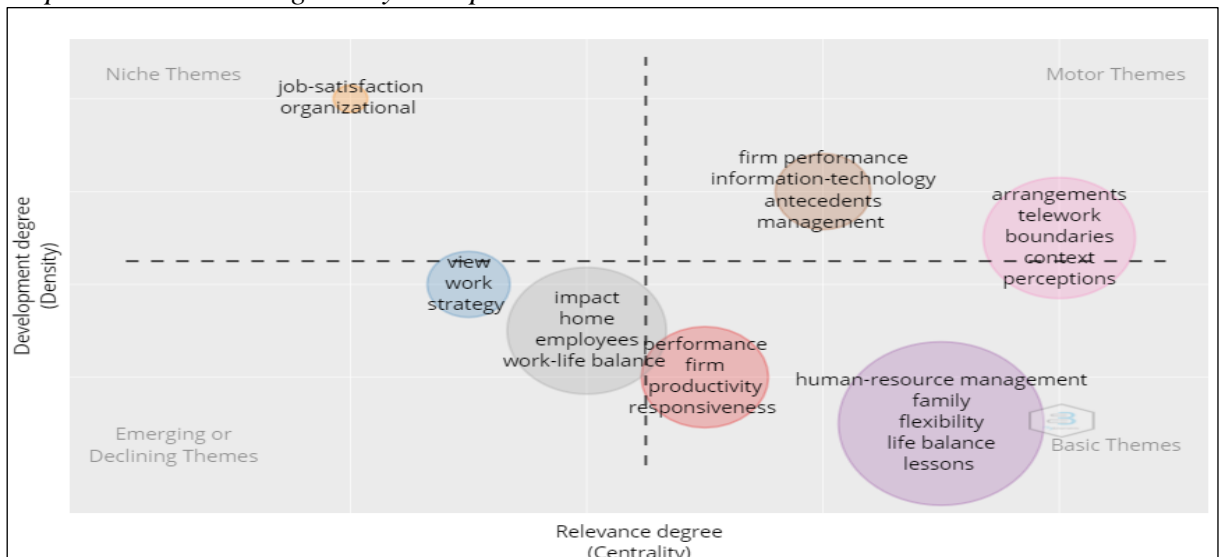 Niche Themes
Motor Themes
job-satisfaction
organizational
firm performance
information-technology
antecedents
management
arrangements
telework
boundaries
context
perceptions
view
work
strategy
impact
home
employees
work-life balance
performance
firm
productivity
responsiveness
human-resource management
family
flexibility
life balance
lessons
Emerging or
Declining Themes
Basic Themes
Development degree
(Density)
Relevance degree
(Centrality)